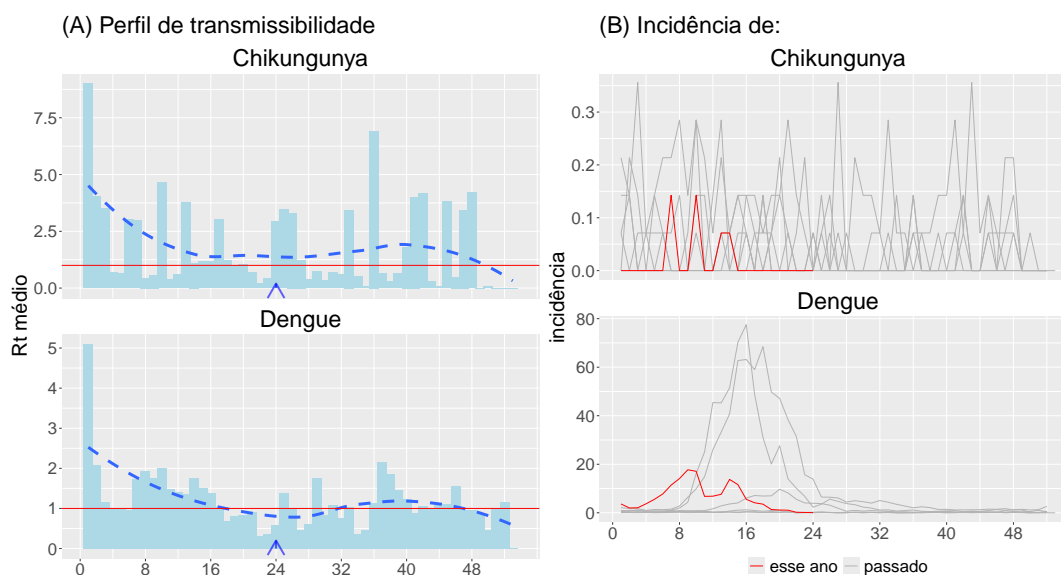 (A) Perfil de transmissibilidade
Chikungunya
7.5
5.0
2.5
0.0
Dengue
5
4
3
2
1
0
0 8 16 24 32 40 48
Rt médio
(B) Incidência de:
Chikungunya
0.3
0.2
0.1
0.0
Dengue
80
60
40
20
0
0 8 16 24 32 40 48
incidência
esse ano passado